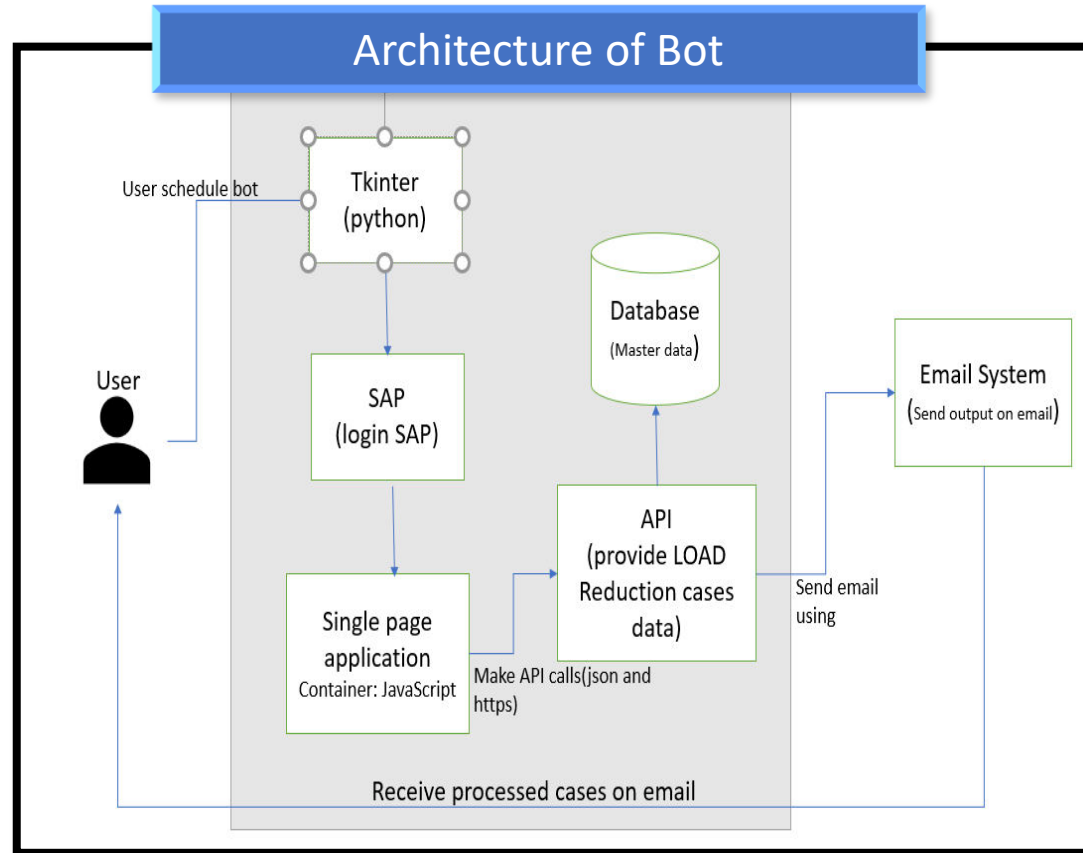 Architecture of Bot
User schedule bot
Tkinter
(python)
User
SAP
(login SAP)
Database
(Master data)
Email System
(Send output on email)
Single page
application
Container: JavaScript
Make API calls(json and
https)
API
(provide LOAD
Reduction cases
data)
Send email
using
Receive processed cases on email